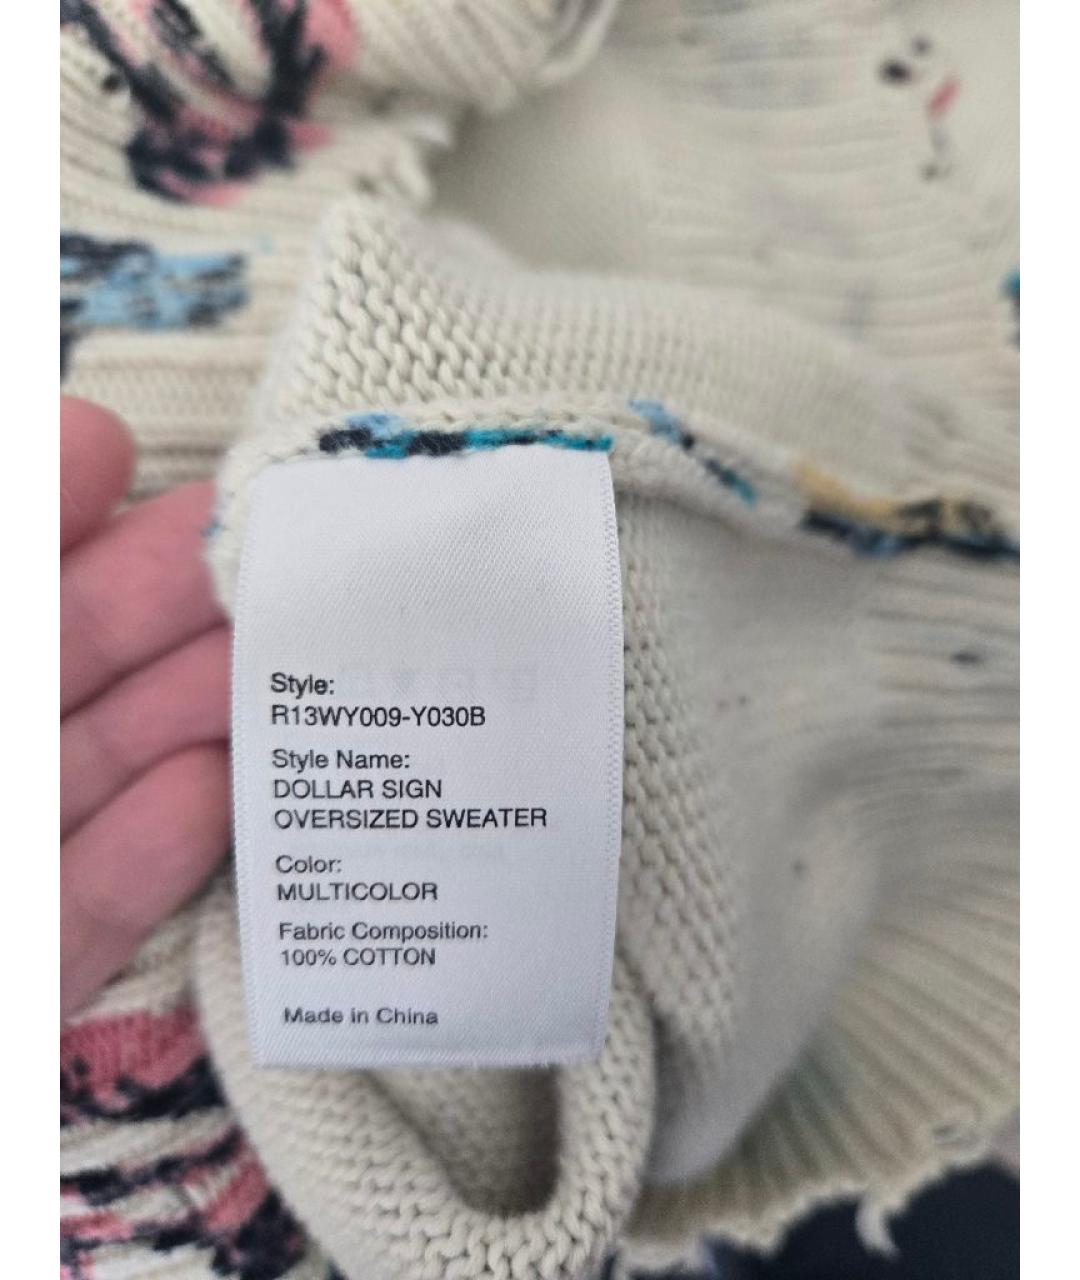 Style:
R13WY009-Y030B
Style Name:
DOLLAR SIGN
OVERSIZED SWEATER
Color:
MULTICOLOR
Fabric Composition:
100% COTTON
Made in China